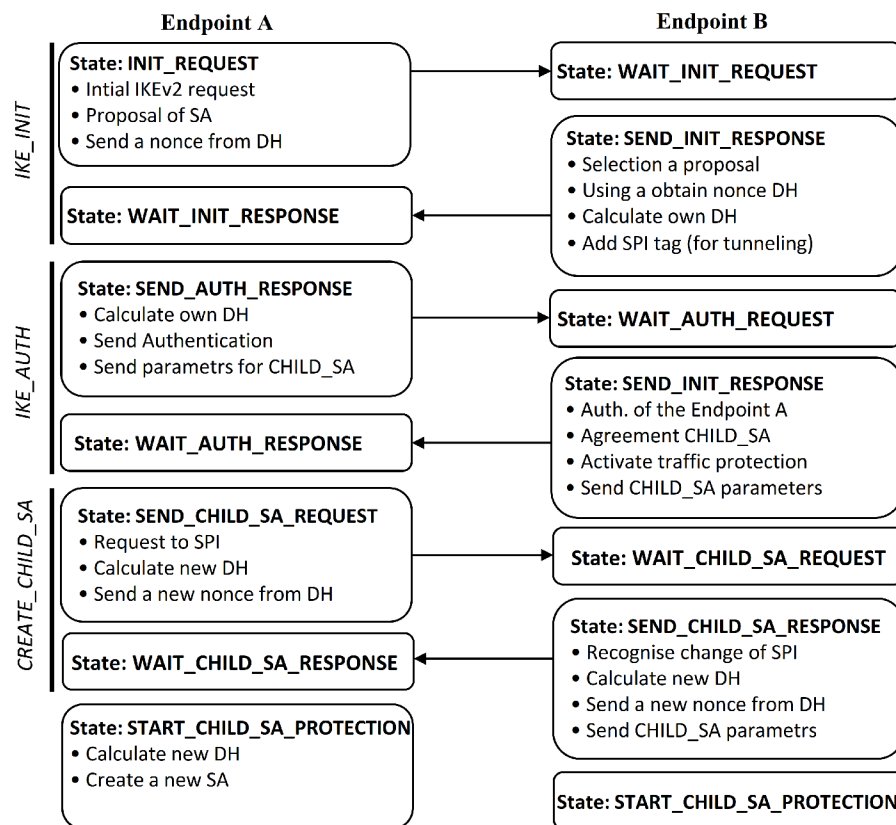 Endpoint A
Endpoint B
IKE_INIT
State: INIT_REQUEST
• Intial IKEv2 request
• Proposal of SA
• Send a nonce from DH
State: WAIT_INIT_REQUEST
State: SEND_INIT_RESPONSE
• Selection a proposal
• Using a obtain nonce DH
• Calculate own DH
• Add SPI tag (for tunneling)
State: WAIT_INIT_RESPONSE
IKE_AUTH
State: SEND_AUTH_RESPONSE
• Calculate own DH
• Send Authentication
• Send parametrs for CHILD_SA
State: WAIT_AUTH_REQUEST
State: SEND_INIT_RESPONSE
• Auth. of the Endpoint A
• Agreement CHILD_SA
• Activate traffic protection
• Send CHILD_SA parameters
State: WAIT_AUTH_RESPONSE
CREATE_CHILD_SA
State: SEND_CHILD_SA_REQUEST
• Request to SPI
• Calculate new DH
• Send a new nonce from DH
State: WAIT_CHILD_SA_REQUEST
State: SEND_CHILD_SA_RESPONSE
• Recognise change of SPI
• Calculate new DH
• Send a new nonce from DH
• Send CHILD_SA parametrs
State: WAIT_CHILD_SA_RESPONSE
State: START_CHILD_SA_PROTECTION
• Calculate new DH
• Create a new SA
State: START_CHILD_SA_PROTECTION